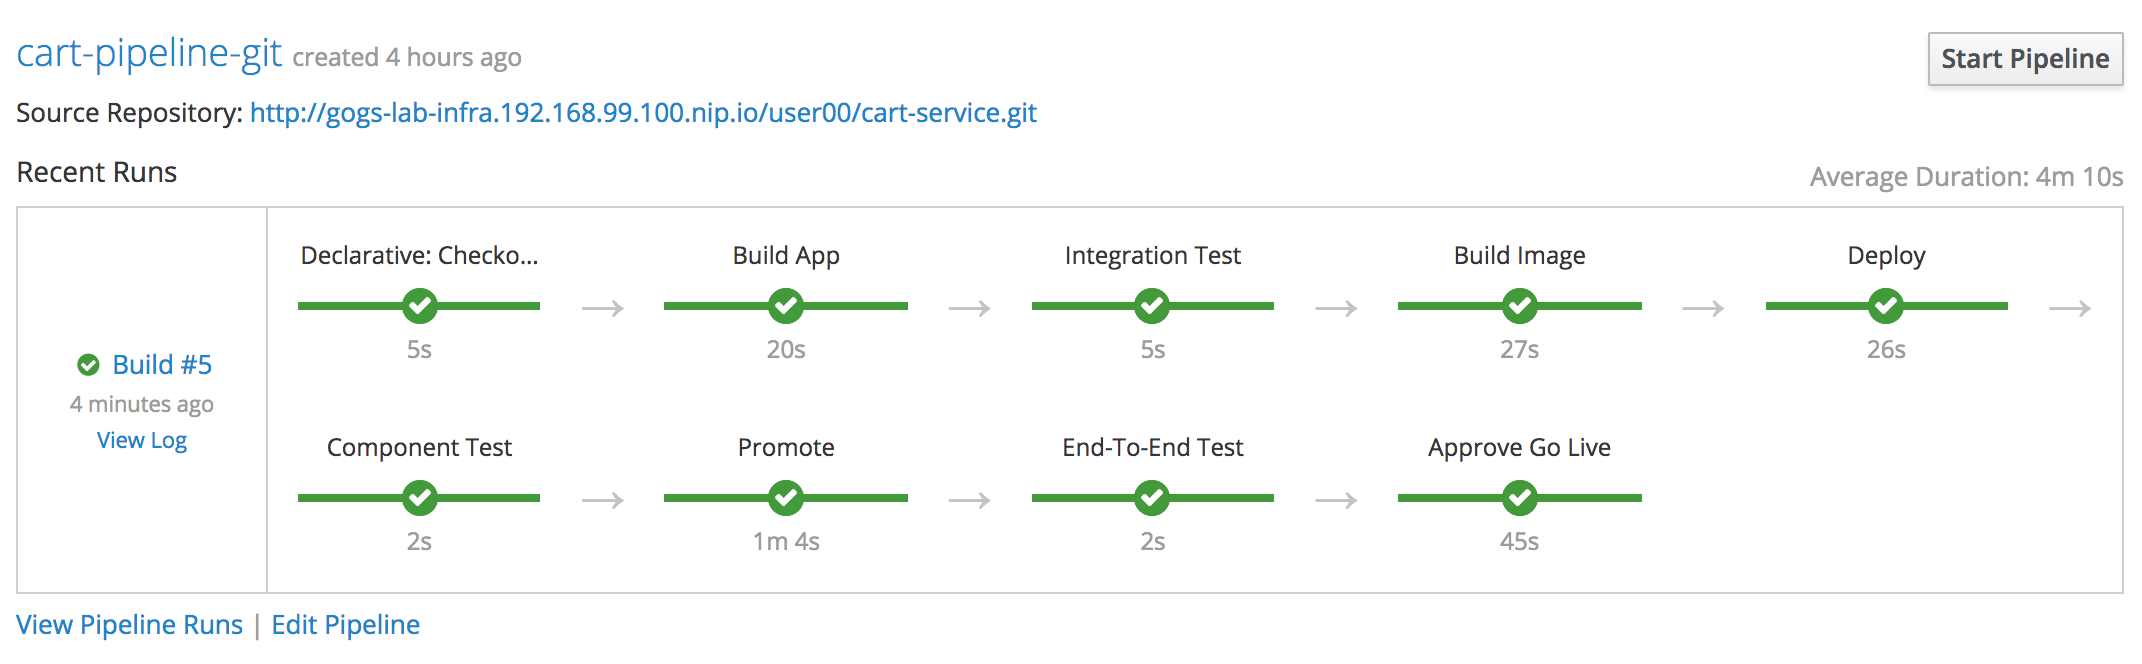 cart-pipeline-git created 4 hours ago
Start Pipeline
Source Repository: http://gogs-lab-infra.192.168.99.100.nip.io/user00/cart-service.git
Recent Runs
Average Duration: 4m 10s
Build #5
4 minutes ago
View Log
Declarative: Checko...
5s
Build App
20s
Integration Test
5s
Build Image
27s
Deploy
26s
Component Test
2s
Promote
1m 4s
End-To-End Test
2s
Approve Go Live
45s
View Pipeline Runs | Edit Pipeline